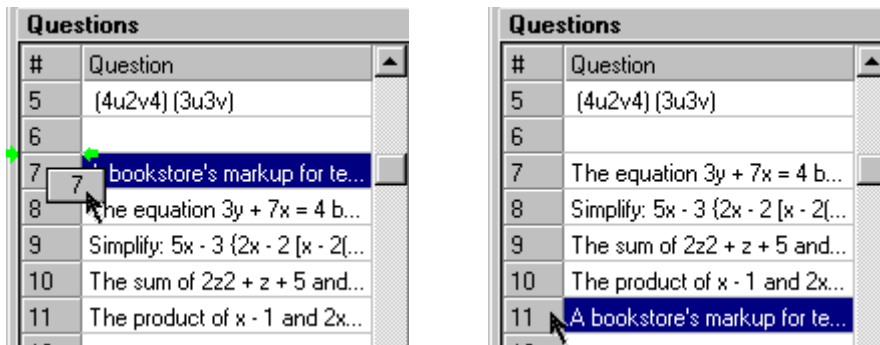 Questions
# Question
5 (4u2v4) (3u3v)
6
7 bookstore's markup for te...
7
8 he equation 3y + 7x = 4 b...
9 Simplify: 5x - 3 {2x - 2 [x - 2(...
10 The sum of 2z2 + z + 5 and...
11 The product of x - 1 and 2x...
Questions
# Question
5 (4u2v4) (3u3v)
6
7 The equation 3y + 7x = 4 b...
8 Simplify: 5x - 3 {2x - 2 [x - 2(...
9 The sum of 2z2 + z + 5 and...
10 The product of x - 1 and 2x...
11 A bookstore's markup for te...